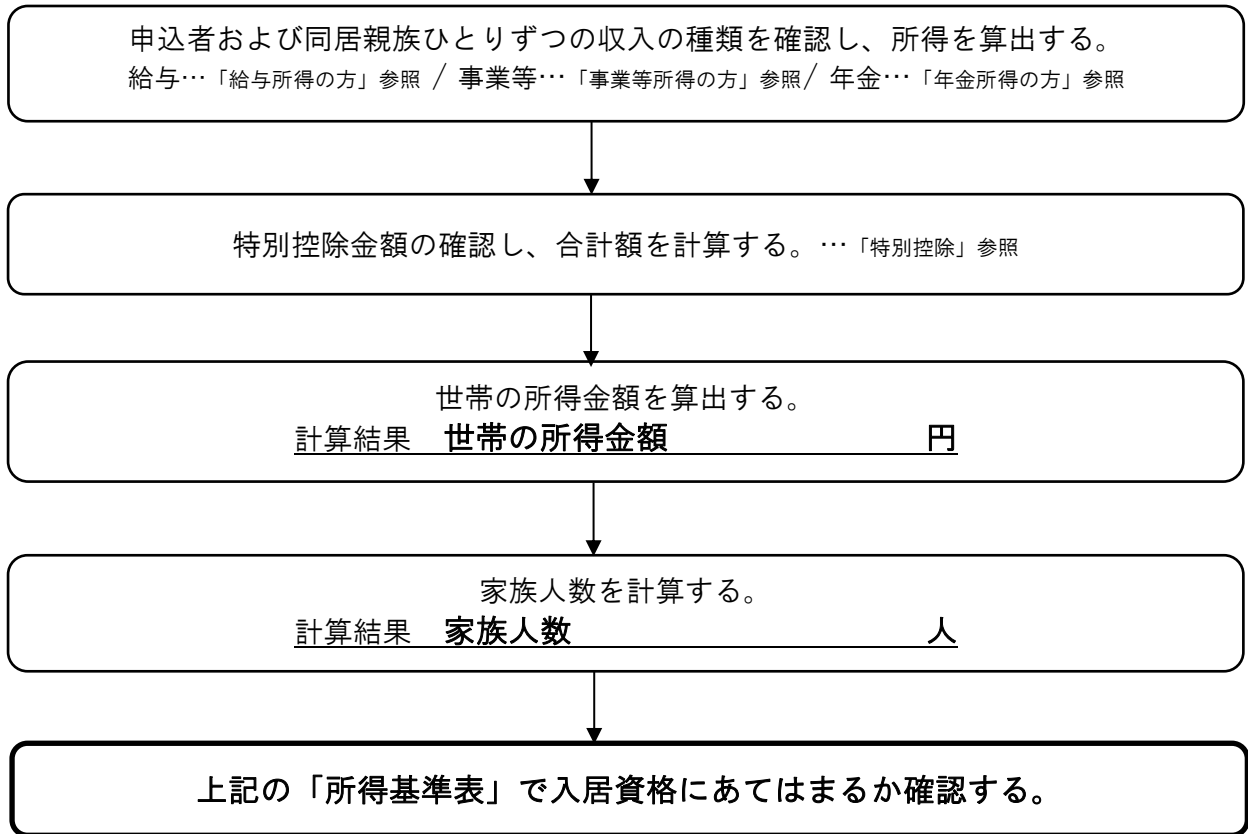 申込者および同居親族ひとりずつの収入の種類を確認し、所得を算出する。
給与…「給与所得の方」参照 / 事業等…「事業等所得の方」参照/ 年金…「年金所得の方」参照
特別控除金額の確認し、合計額を計算する。…「特別控除」参照
世帯の所得金額を算出する。
計算結果　世帯の所得金額　　　　　　　　　円
家族人数を計算する。
計算結果　家族人数　　　　　　　　　　　　人
上記の「所得基準表」で入居資格にあてはまるか確認する。